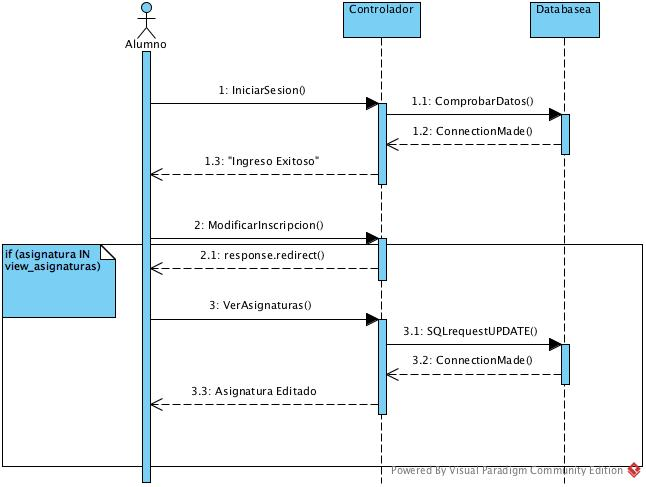 Alumno
Controlador
Databasea
1: IniciarSesion()
1.1: ComprobarDatos()
1.2: ConnectionMade()
1.3: "Ingreso Exitoso"
2: ModificarInscripcion()
if (asignatura IN
view_asignaturas)
2.1: response.redirect()
3: VerAsignaturas()
3.1: SQLrequestUPDATE()
3.2: ConnectionMade()
3.3: Asignatura Editado
Powered By Visual Paradigm Community Edition